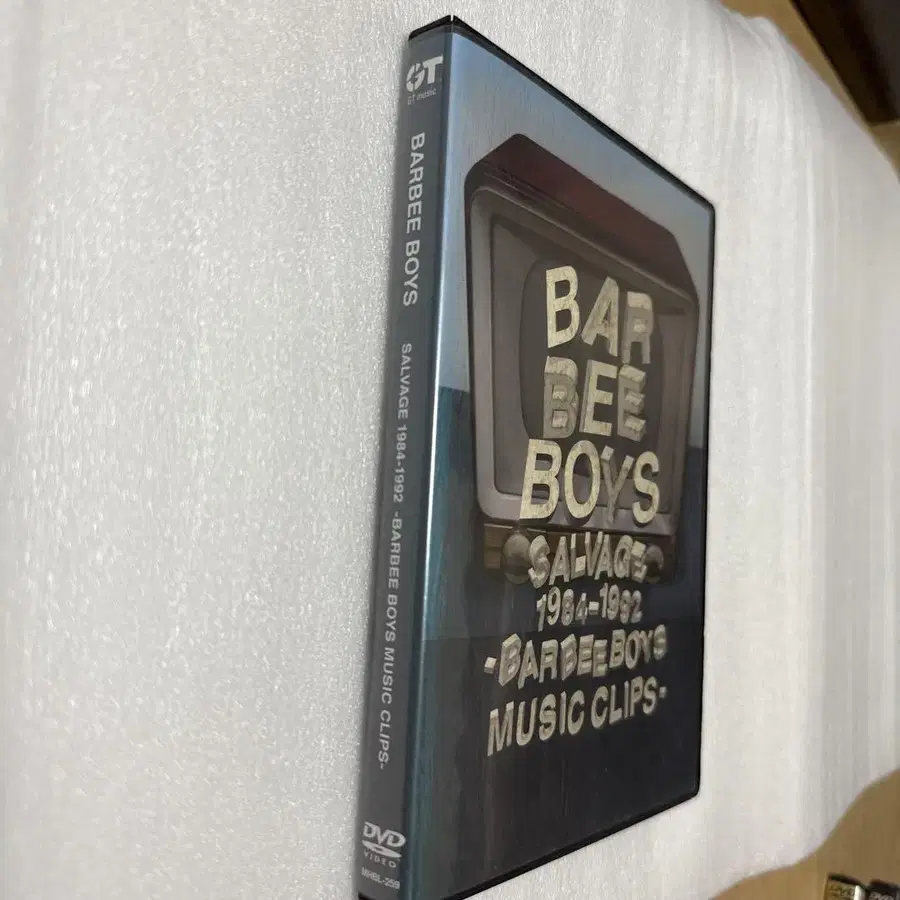 GT
GT music
BARBEE BOYS
SALVAGE 1984-1992 -BARBEE BOYS MUSIC CLIPS-
DVD
VIDEO
MHBL-259
BAR
BEE
BOYS
SALVAGE
1984-1992
-BARBEE BOYS
MUSIC CLIPS-